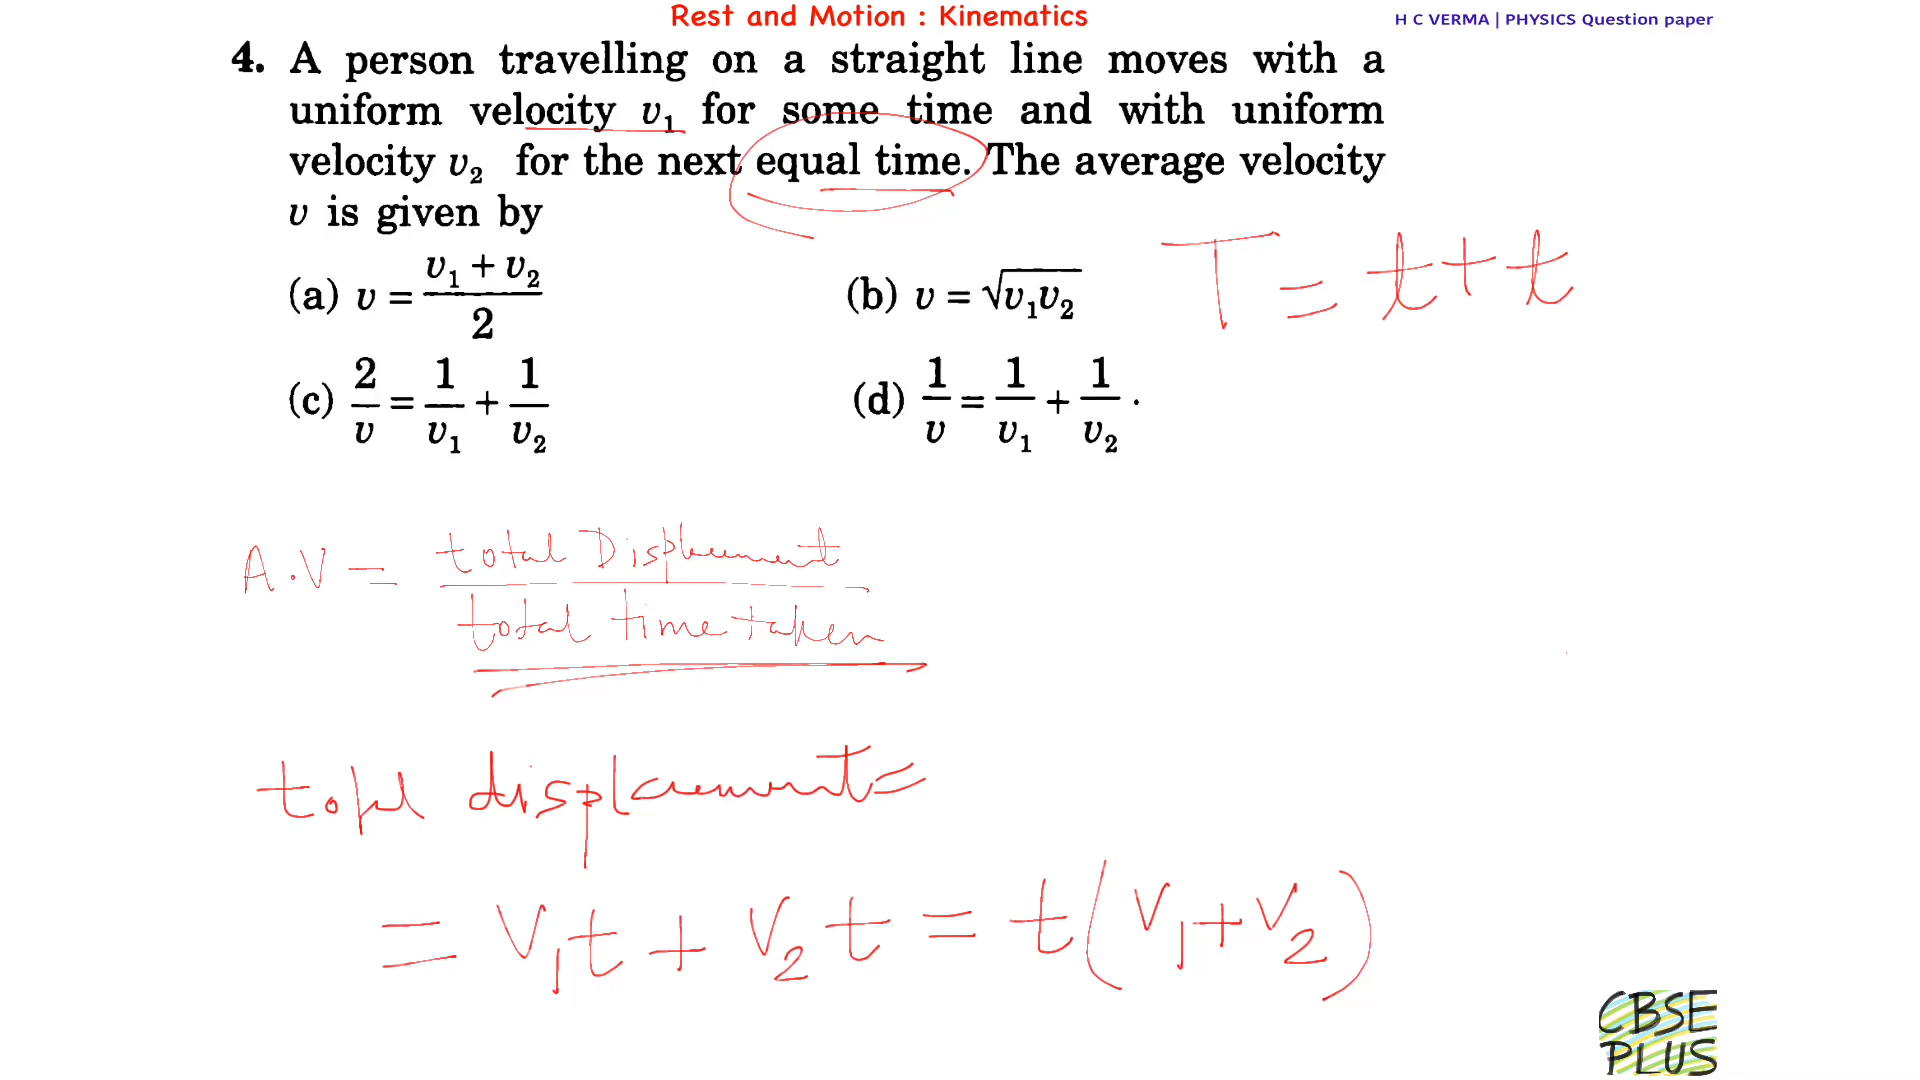 Rest and Motion : Kinematics
H C VERMA | PHYSICS Question paper
4. A person travelling on a straight line moves with a
uniform velocity v₁ for some time and with uniform
velocity v₂ for the next equal time. The average velocity
v is given by
(a) v = (v₁ + v₂)/2 (b) v = √v₁v₂
(c) 2/v = 1/v₁ + 1/v₂ (d) 1/v = 1/v₁ + 1/v₂ .
T = t + t
A.V = total Displacement
total time taken
total displacement =
= V₁t + V₂t = t(V₁+V₂)
CBSE
PLUS